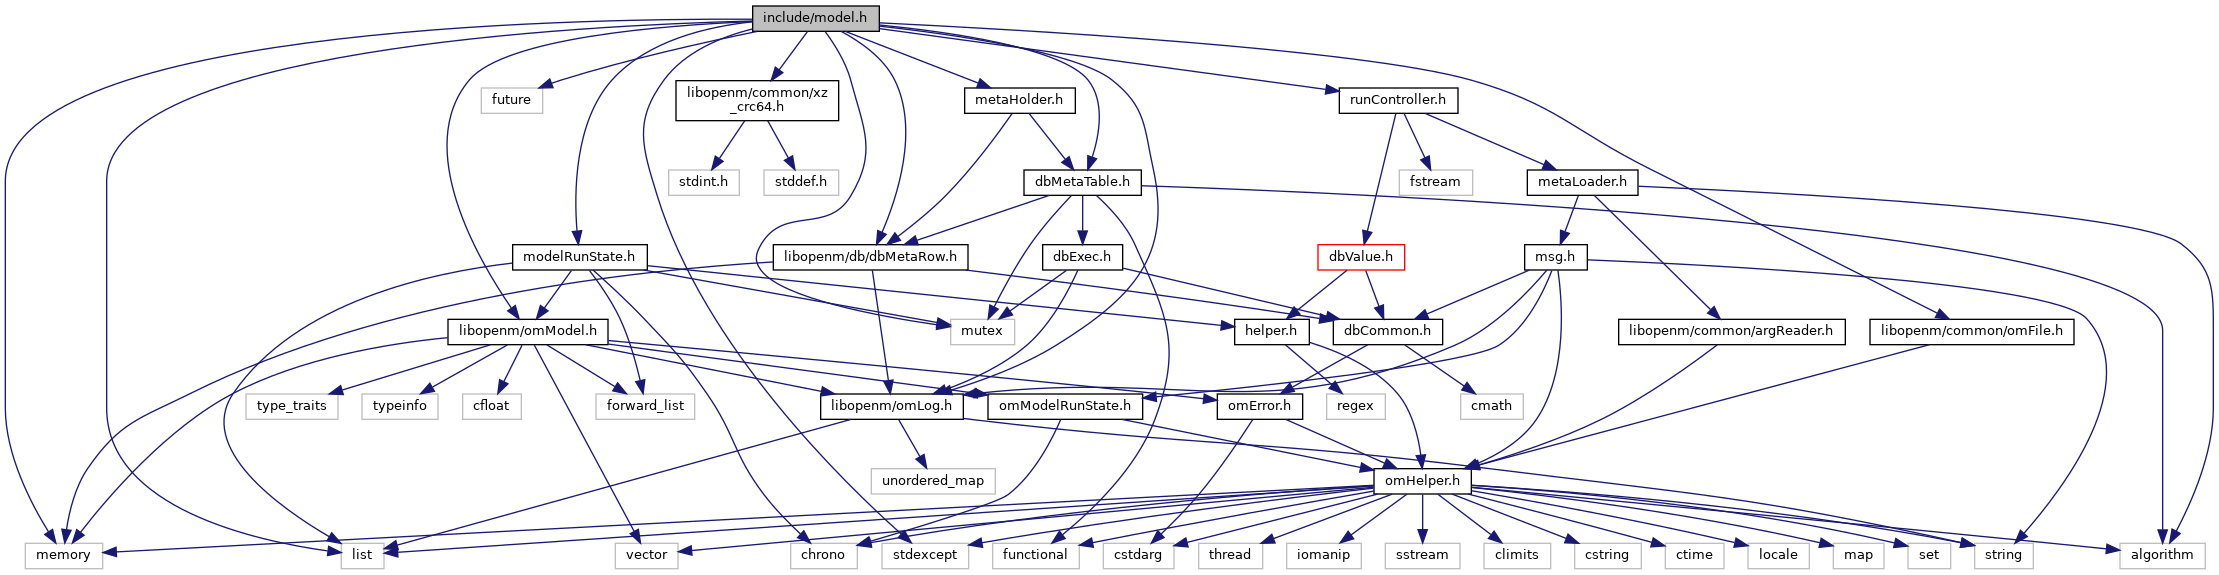 include/model.h
future
libopenm/common/xz
_crc64.h
metaHolder.h
runController.h
stdint.h
stddef.h
dbMetaTable.h
fstream
metaLoader.h
modelRunState.h
libopenm/db/dbMetaRow.h
dbExec.h
dbValue.h
msg.h
libopenm/omModel.h
mutex
helper.h
dbCommon.h
libopenm/common/argReader.h
libopenm/common/omFile.h
type_traits
typeinfo
cfloat
forward_list
libopenm/omLog.h
omModelRunState.h
omError.h
regex
cmath
unordered_map
omHelper.h
memory
list
vector
chrono
stdexcept
functional
cstdarg
thread
iomanip
sstream
climits
cstring
ctime
locale
map
set
string
algorithm